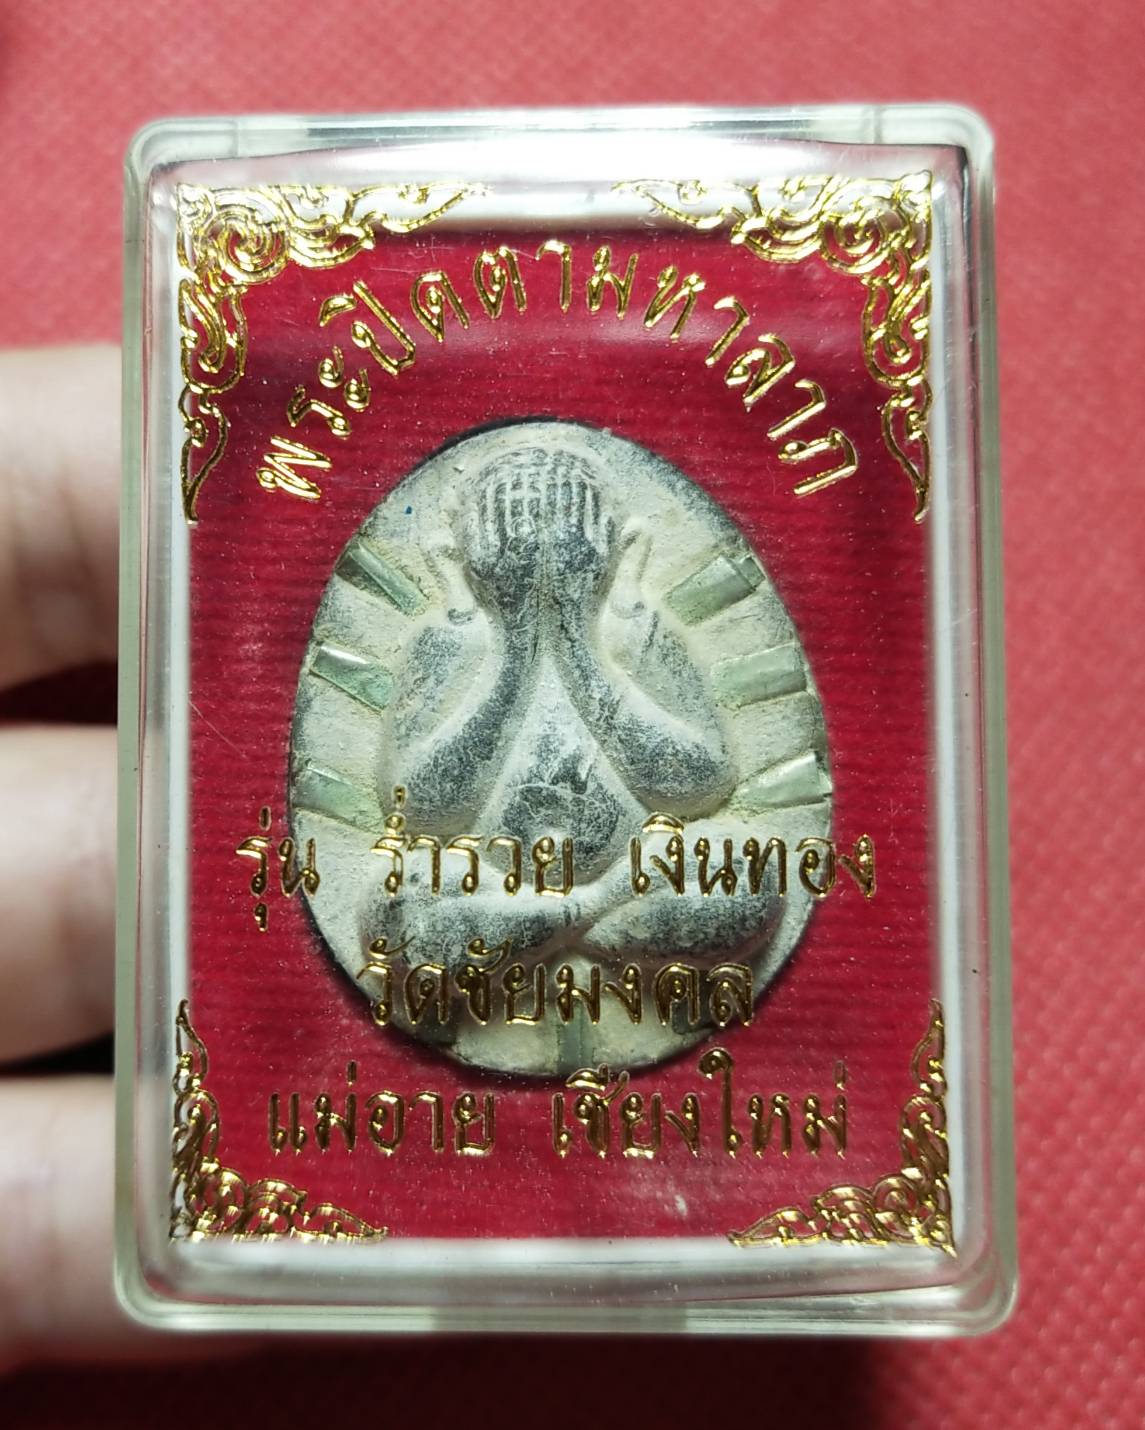 พระปิดตามหาลาภ
รุ่น ร่ำรวย เงินทอง
วัดชัยมงคล
แม่อาย เชียงใหม่